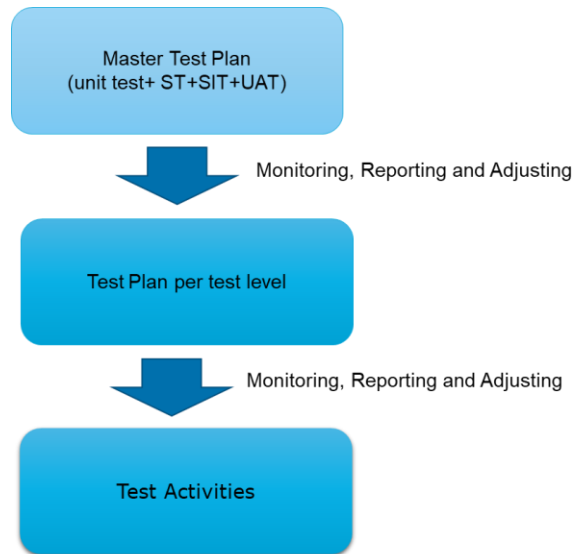 Master Test Plan
(unit test+ ST+SIT+UAT)
Monitoring, Reporting and Adjusting
Test Plan per test level
Monitoring, Reporting and Adjusting
Test Activities